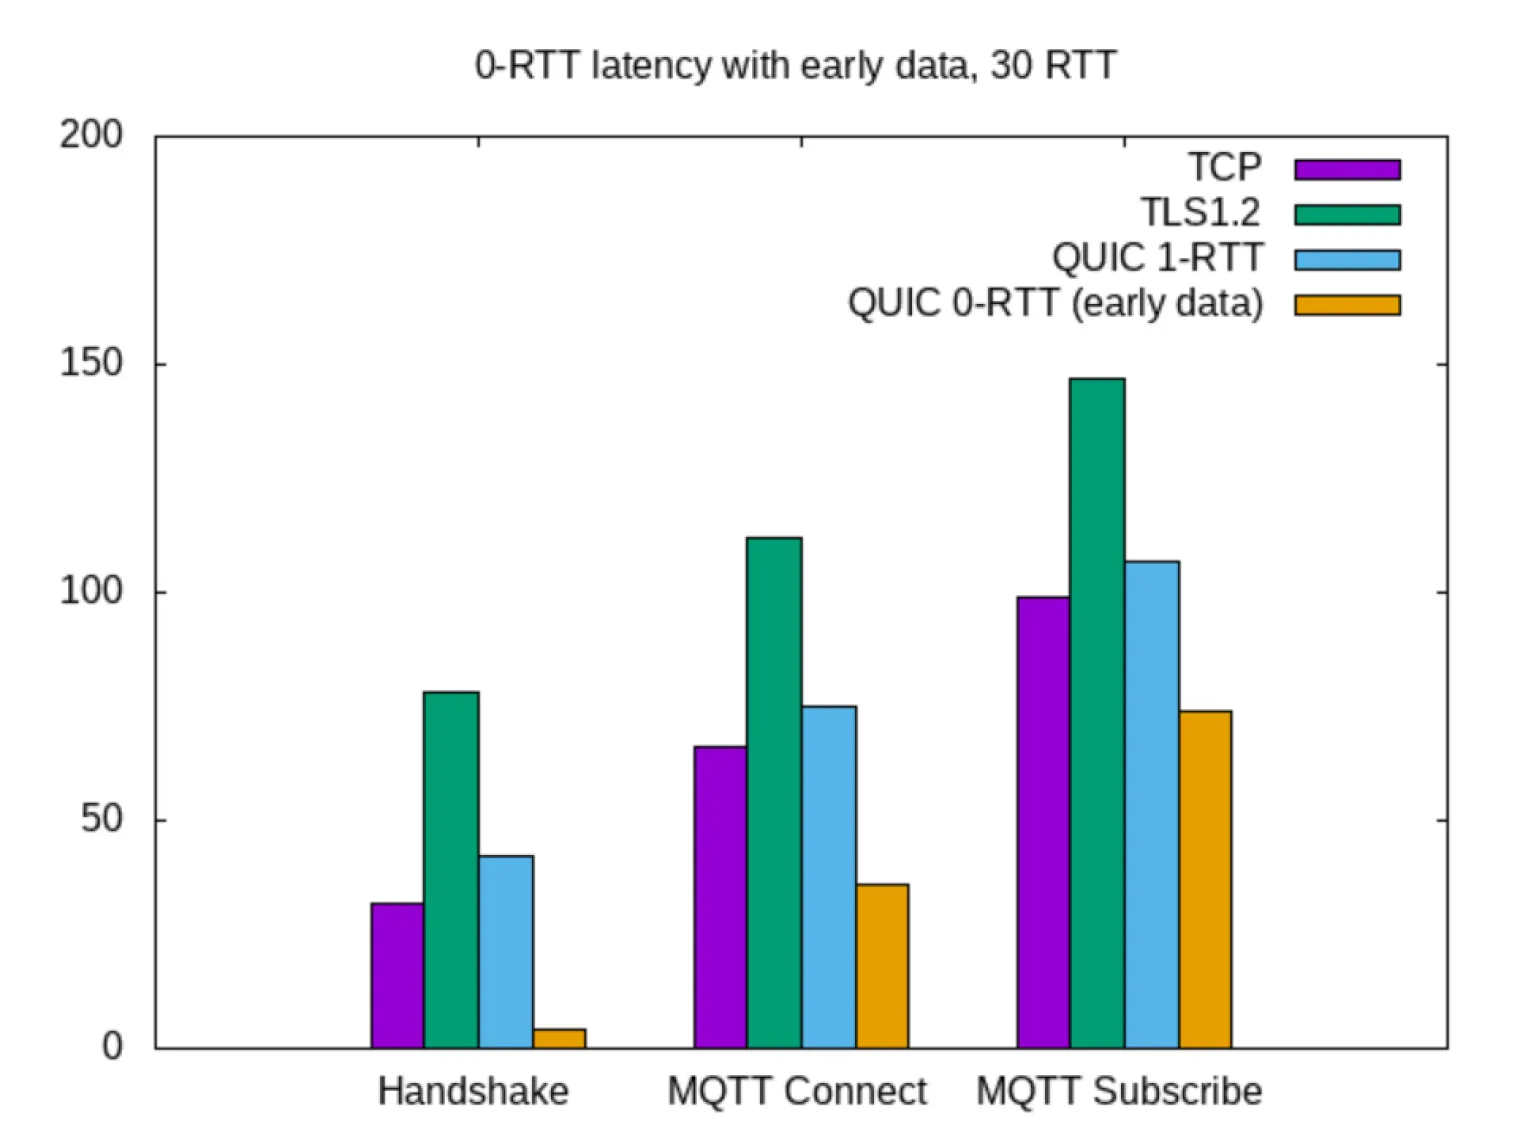 0-RTT latency with early data, 30 RTT
200
150
100
50
0
TCP
TLS1.2
QUIC 1-RTT
QUIC 0-RTT (early data)
Handshake
MQTT Connect
MQTT Subscribe